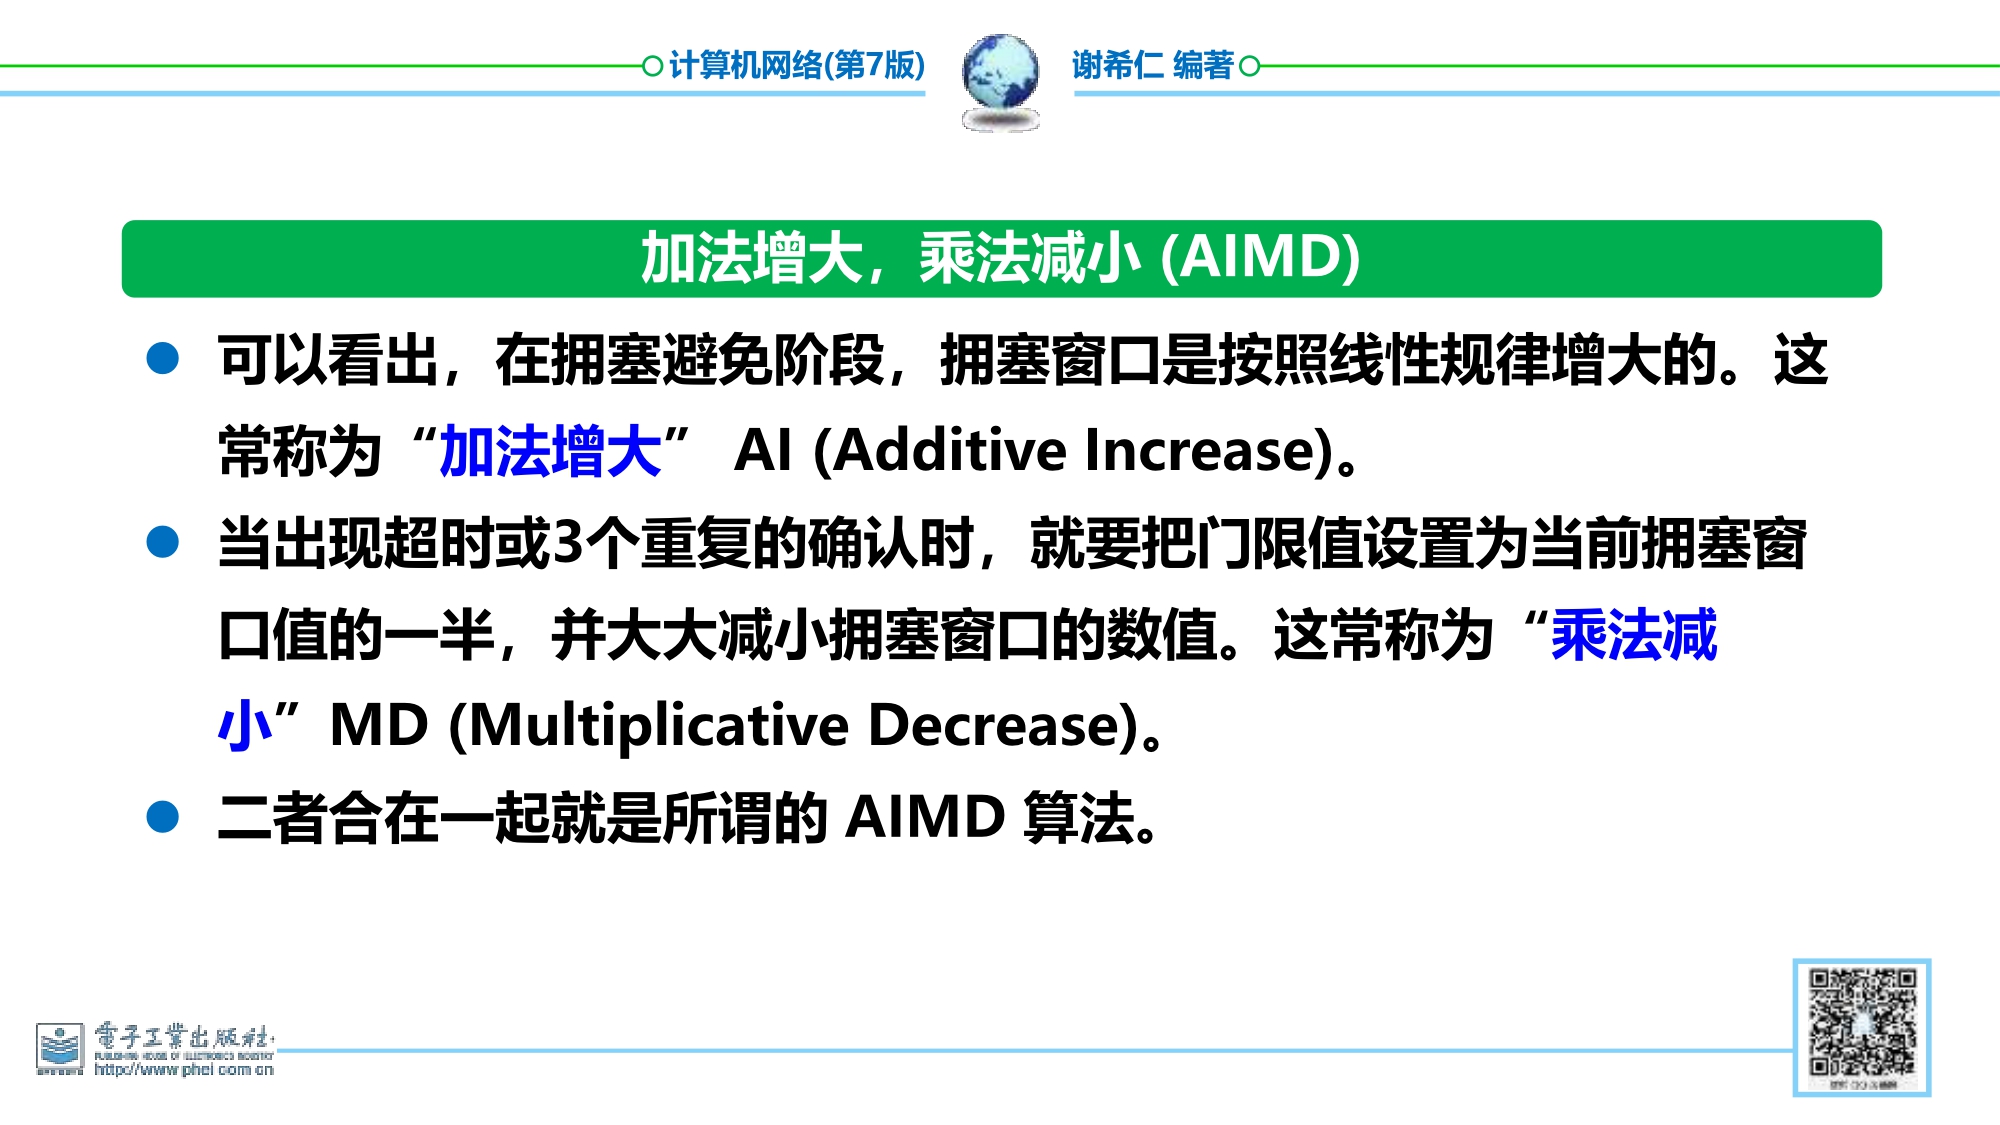 计算机网络(第7版) 谢希仁 编著
加法增大，乘法减小 (AIMD)
● 可以看出，在拥塞避免阶段，拥塞窗口是按照线性规律增大的。这
常称为“加法增大” AI (Additive Increase)。
● 当出现超时或3个重复的确认时，就要把门限值设置为当前拥塞窗
口值的一半，并大大减小拥塞窗口的数值。这常称为“乘法减
小”MD (Multiplicative Decrease)。
● 二者合在一起就是所谓的 AIMD 算法。
電子工業出版社
PUBLISHING HOUSE OF ELECTRONICS INDUSTRY
http://www.phei.com.cn